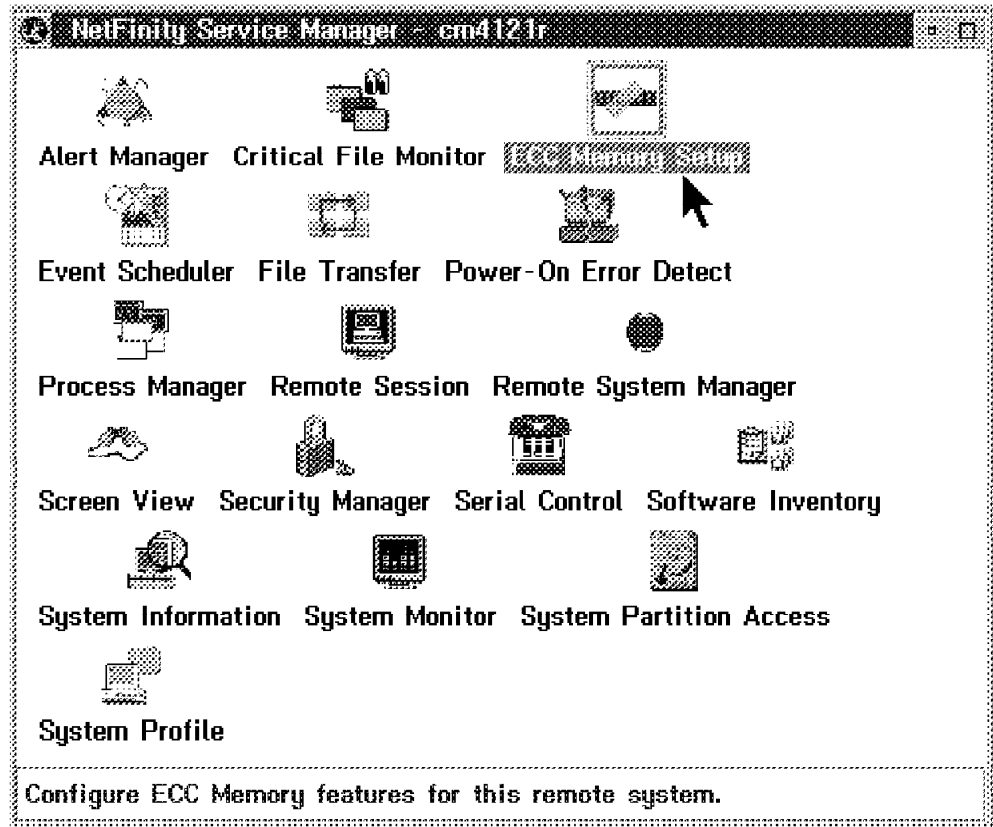 NetFinity Service Manager - cm4121r
Alert Manager Critical File Monitor ECC Memory Setup
Event Scheduler File Transfer Power-On Error Detect
Process Manager Remote Session Remote System Manager
Screen View Security Manager Serial Control Software Inventory
System Information System Monitor System Partition Access
System Profile
Configure ECC Memory features for this remote system.